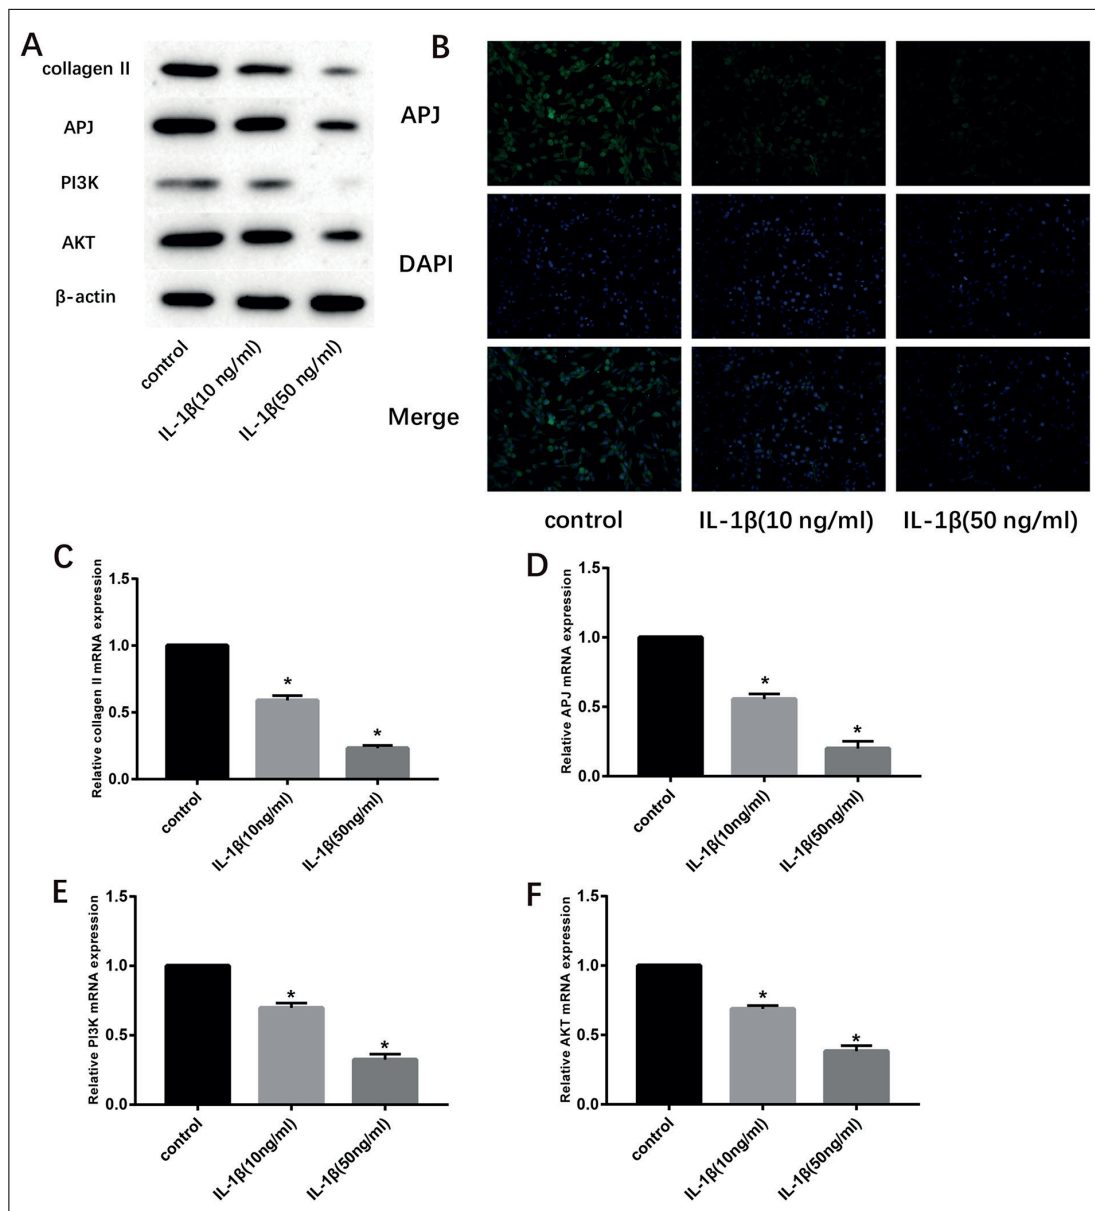 A
collagen II
APJ
PI3K
AKT
β-actin
control
IL-1β(10 ng/ml)
IL-1β(50 ng/ml)
B
APJ
DAPI
Merge
control
IL-1β(10 ng/ml)
IL-1β(50 ng/ml)
C
Relative collagen II mRNA expression
1.5
1.0
0.5
0.0
*
*
control
IL-1β(10ng/ml)
IL-1β(50ng/ml)
D
Relative APJ mRNA expression
1.5
1.0
0.5
0.0
*
*
control
IL-1β(10ng/ml)
IL-1β(50ng/ml)
E
Relative PI3K mRNA expression
1.5
1.0
0.5
0.0
*
*
control
IL-1β(10ng/ml)
IL-1β(50ng/ml)
F
Relative AKT mRNA expression
1.5
1.0
0.5
0.0
*
*
control
IL-1β(10ng/ml)
IL-1β(50ng/ml)